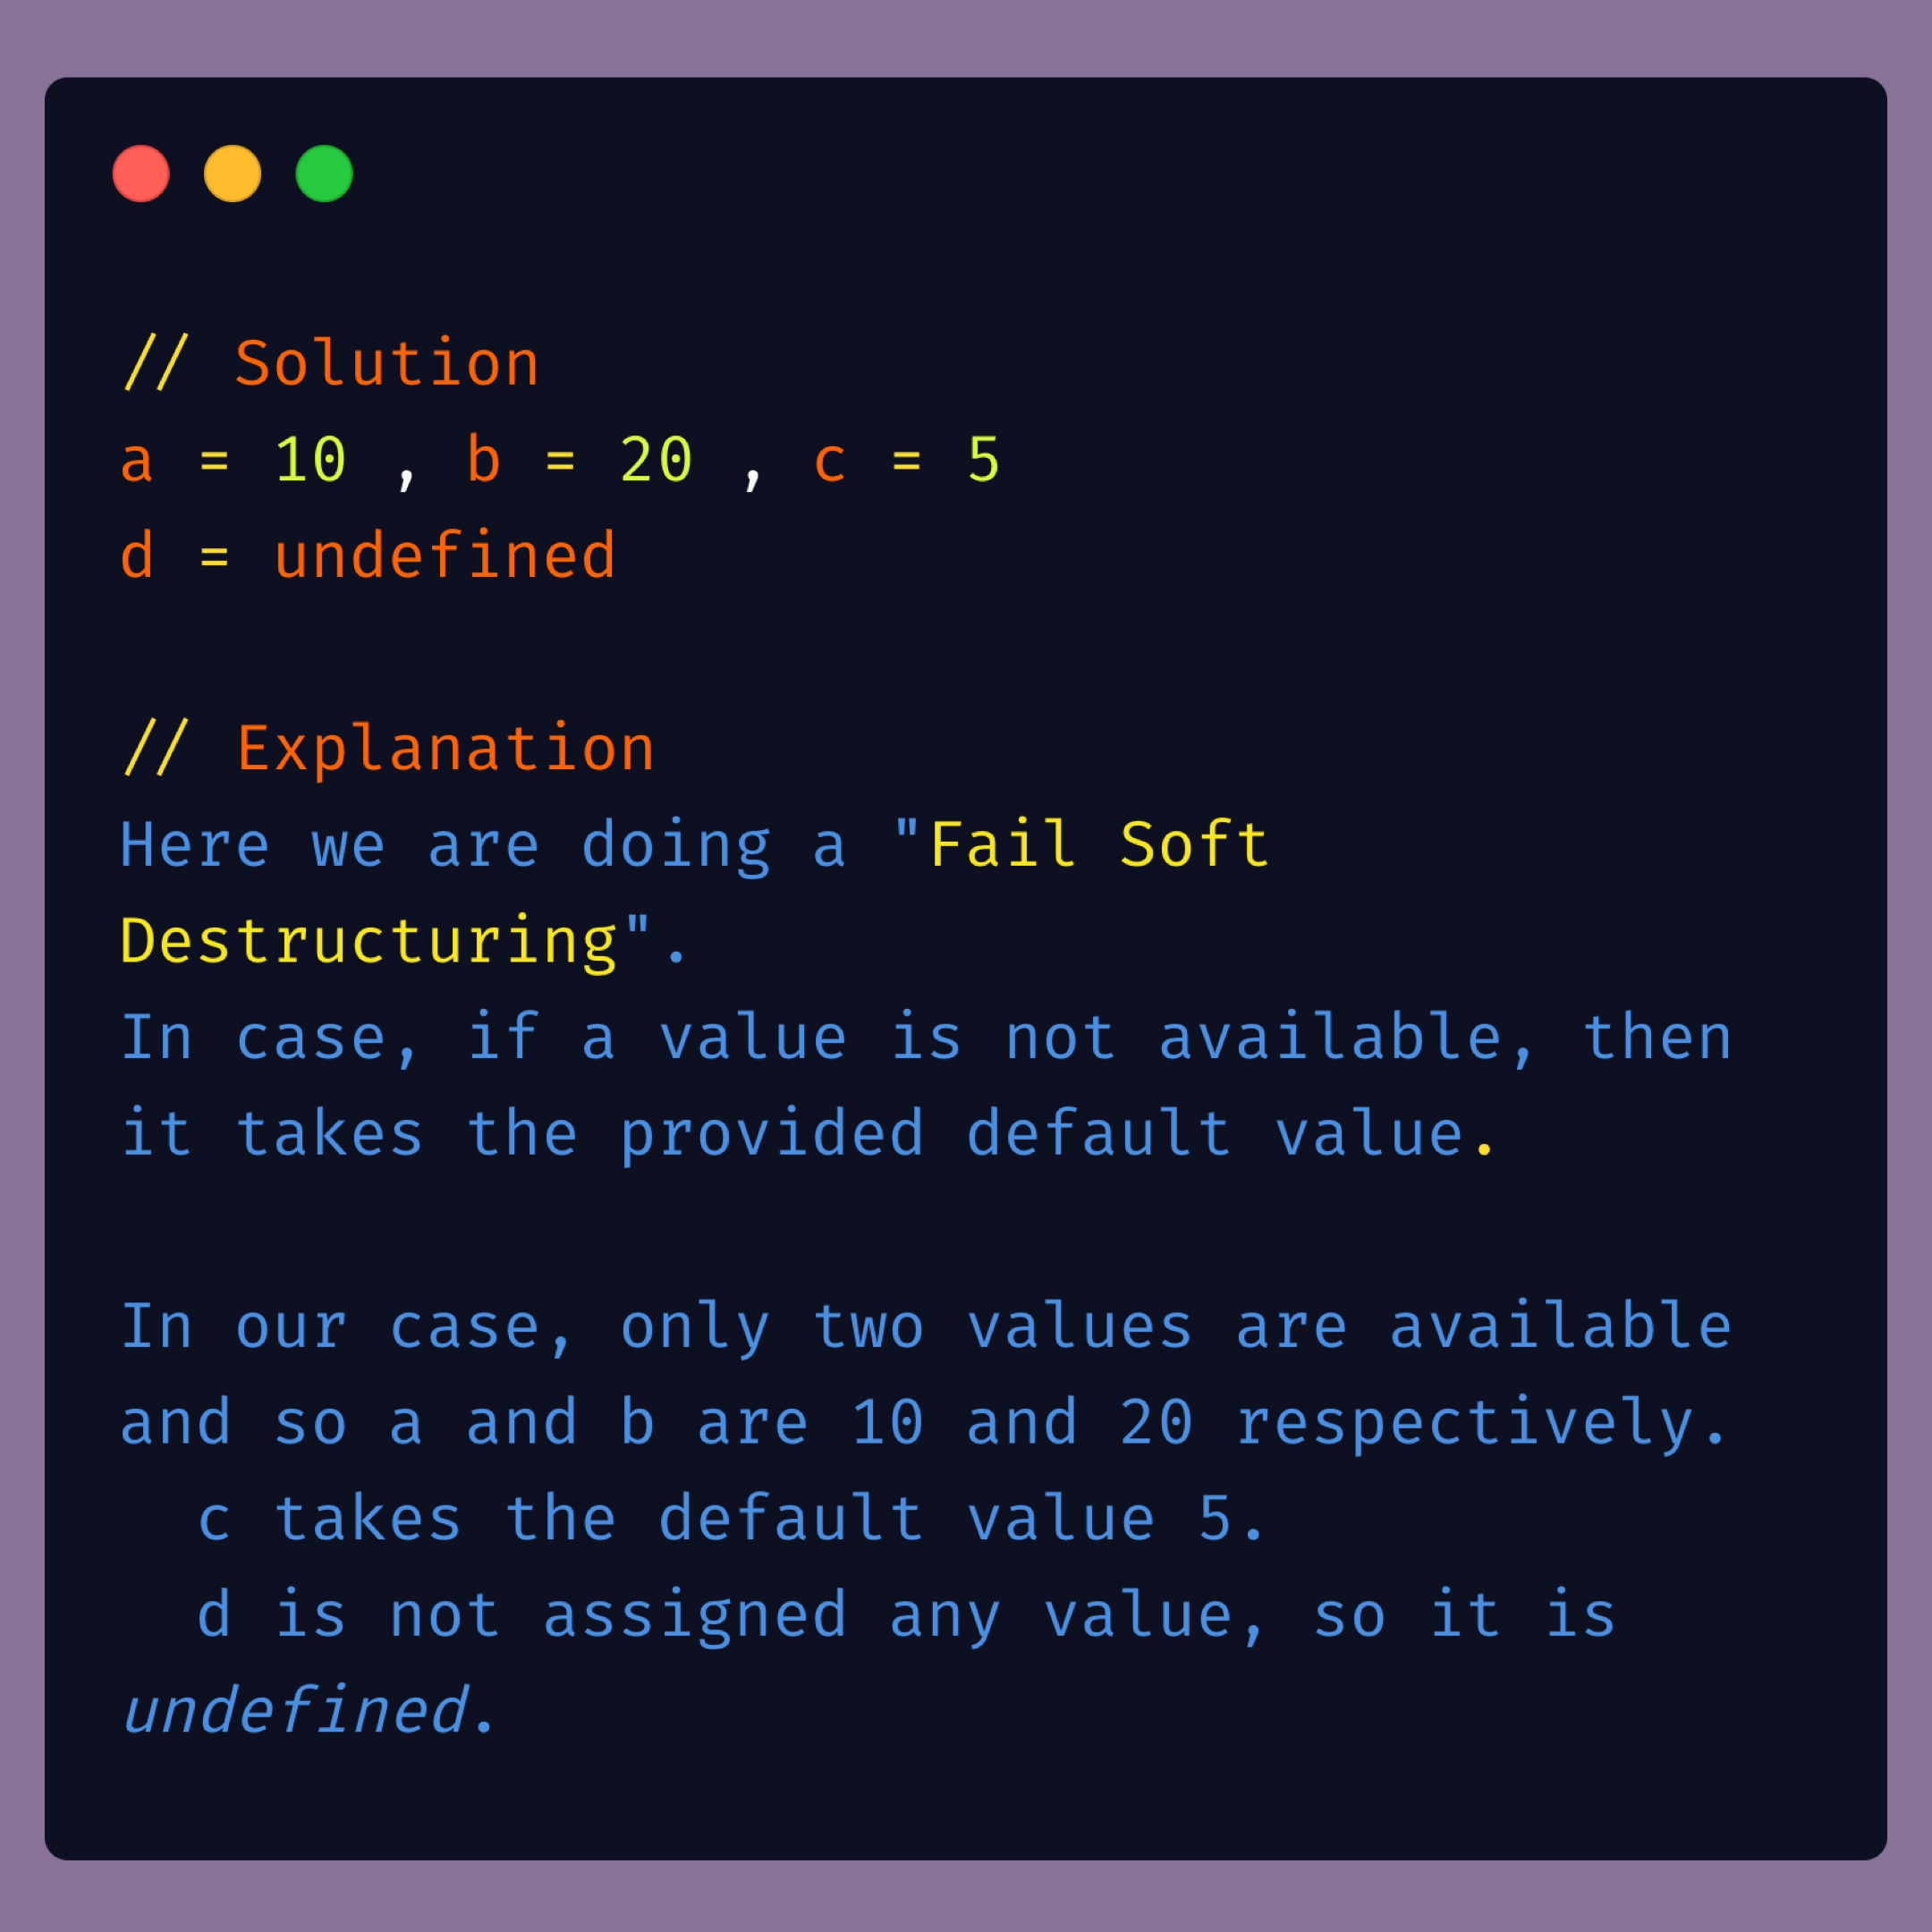 // Solution
a = 10 , b = 20 , c = 5
d = undefined
// Explanation
Here we are doing a "Fail Soft
Destructuring".
In case, if a value is not available, then
it takes the provided default value.
In our case, only two values are available
and so a and b are 10 and 20 respectively.
c takes the default value 5.
d is not assigned any value, so it is
undefined.